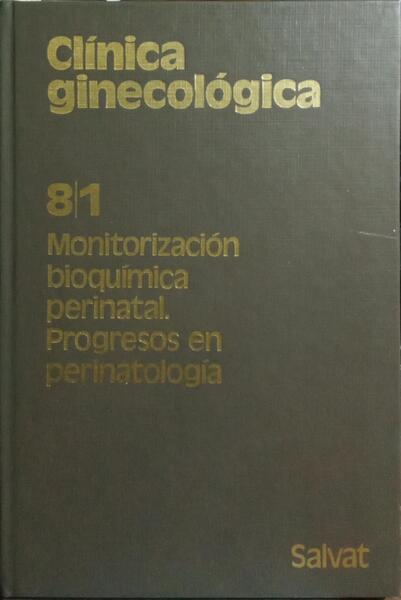 Clínica
ginecológica
8|1
Monitorización
bioquímica
perinatal.
Progresos en
perinatología
Salvat